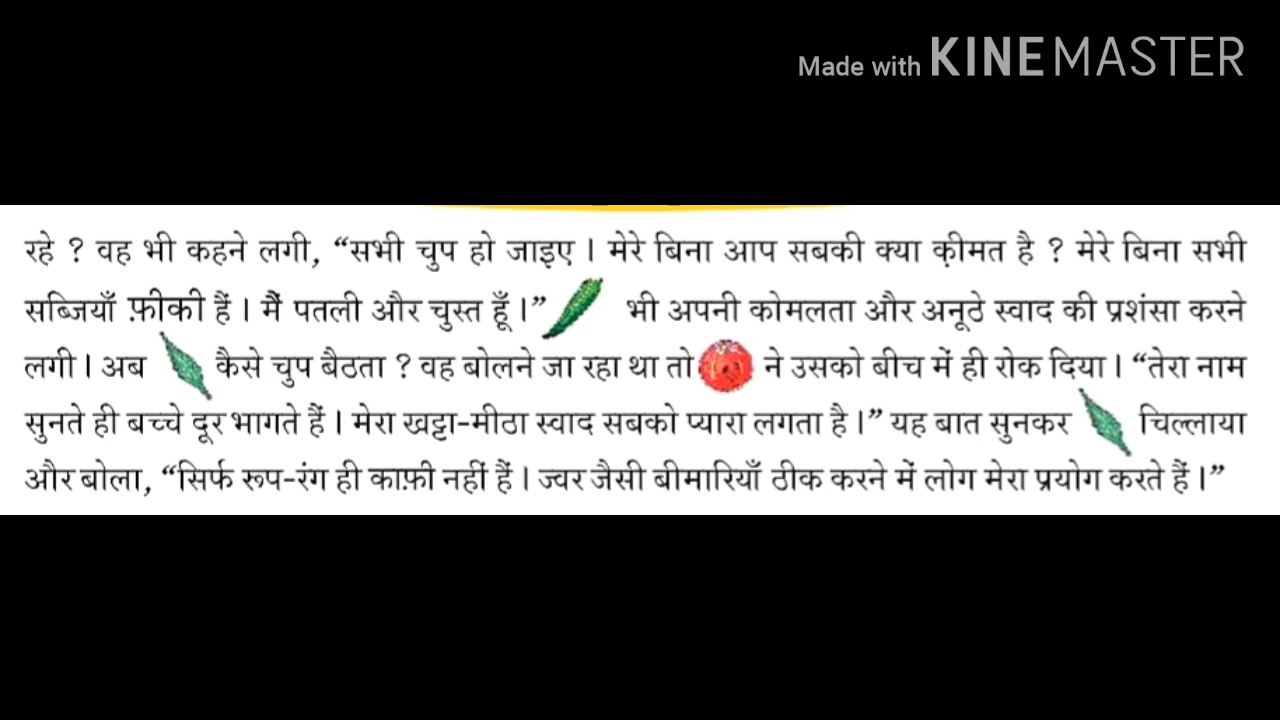 Made with KINEMASTER
रहे ? वह भी कहने लगी, “सभी चुप हो जाइए । मेरे बिना आप सबकी क्या क़ीमत है ? मेरे बिना सभी
सब्जियाँ फ़ीकी हैं । मैं पतली और चुस्त हूँ ।” भी अपनी कोमलता और अनूठे स्वाद की प्रशंसा करने
लगी । अब कैसे चुप बैठता ? वह बोलने जा रहा था तो ने उसको बीच में ही रोक दिया । “तेरा नाम
सुनते ही बच्चे दूर भागते हैं । मेरा खट्टा-मीठा स्वाद सबको प्यारा लगता है ।” यह बात सुनकर चिल्लाया
और बोला, “सिर्फ रूप-रंग ही काफ़ी नहीं हैं । ज्वर जैसी बीमारियाँ ठीक करने में लोग मेरा प्रयोग करते हैं ।”